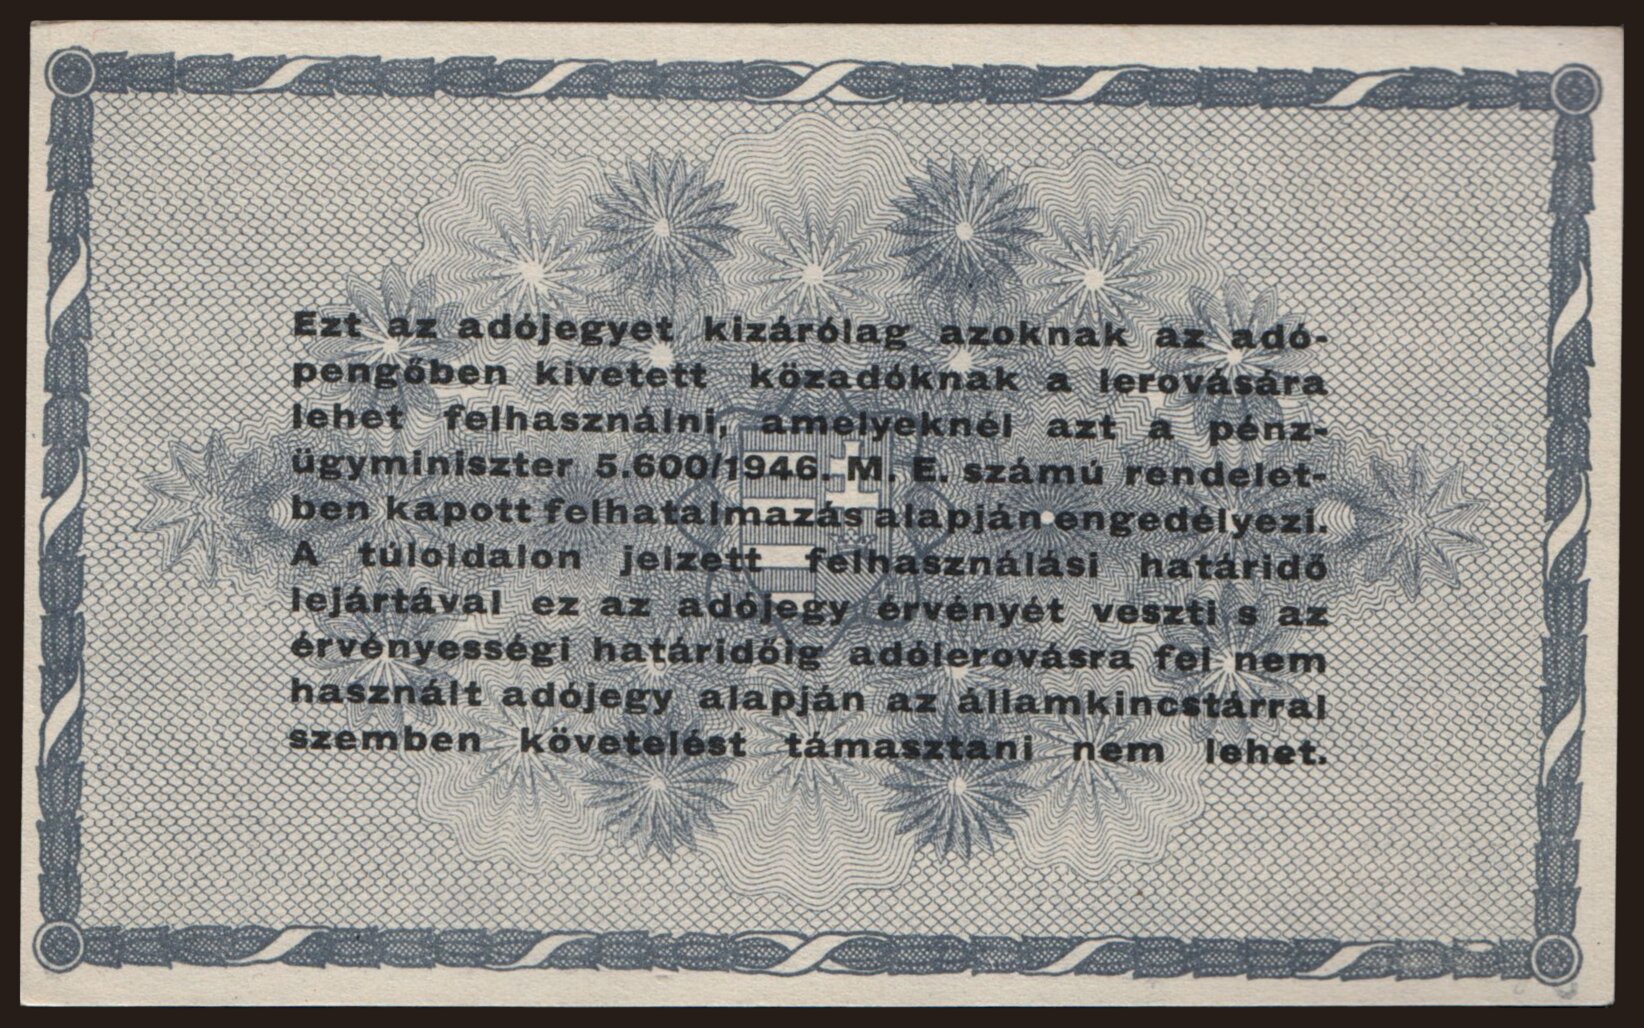 Ezt az adójegyet kizárólag azoknak az adó-
pengőben kivetett közadóknak a lerovására
lehet felhasználni, amelyeknél azt a pénz-
ügyminiszter 5.600/1946. M. E. számú rendelet-
ben kapott felhatalmazás alapján engedélyezi.
A túloldalon jelzett felhasználási határidő
lejártával ez az adójegy érvényét veszti s az
érvényességi határidőig adólerovásra fel nem
használt adójegy alapján az államkincstárral
szemben követelést támasztani nem lehet.